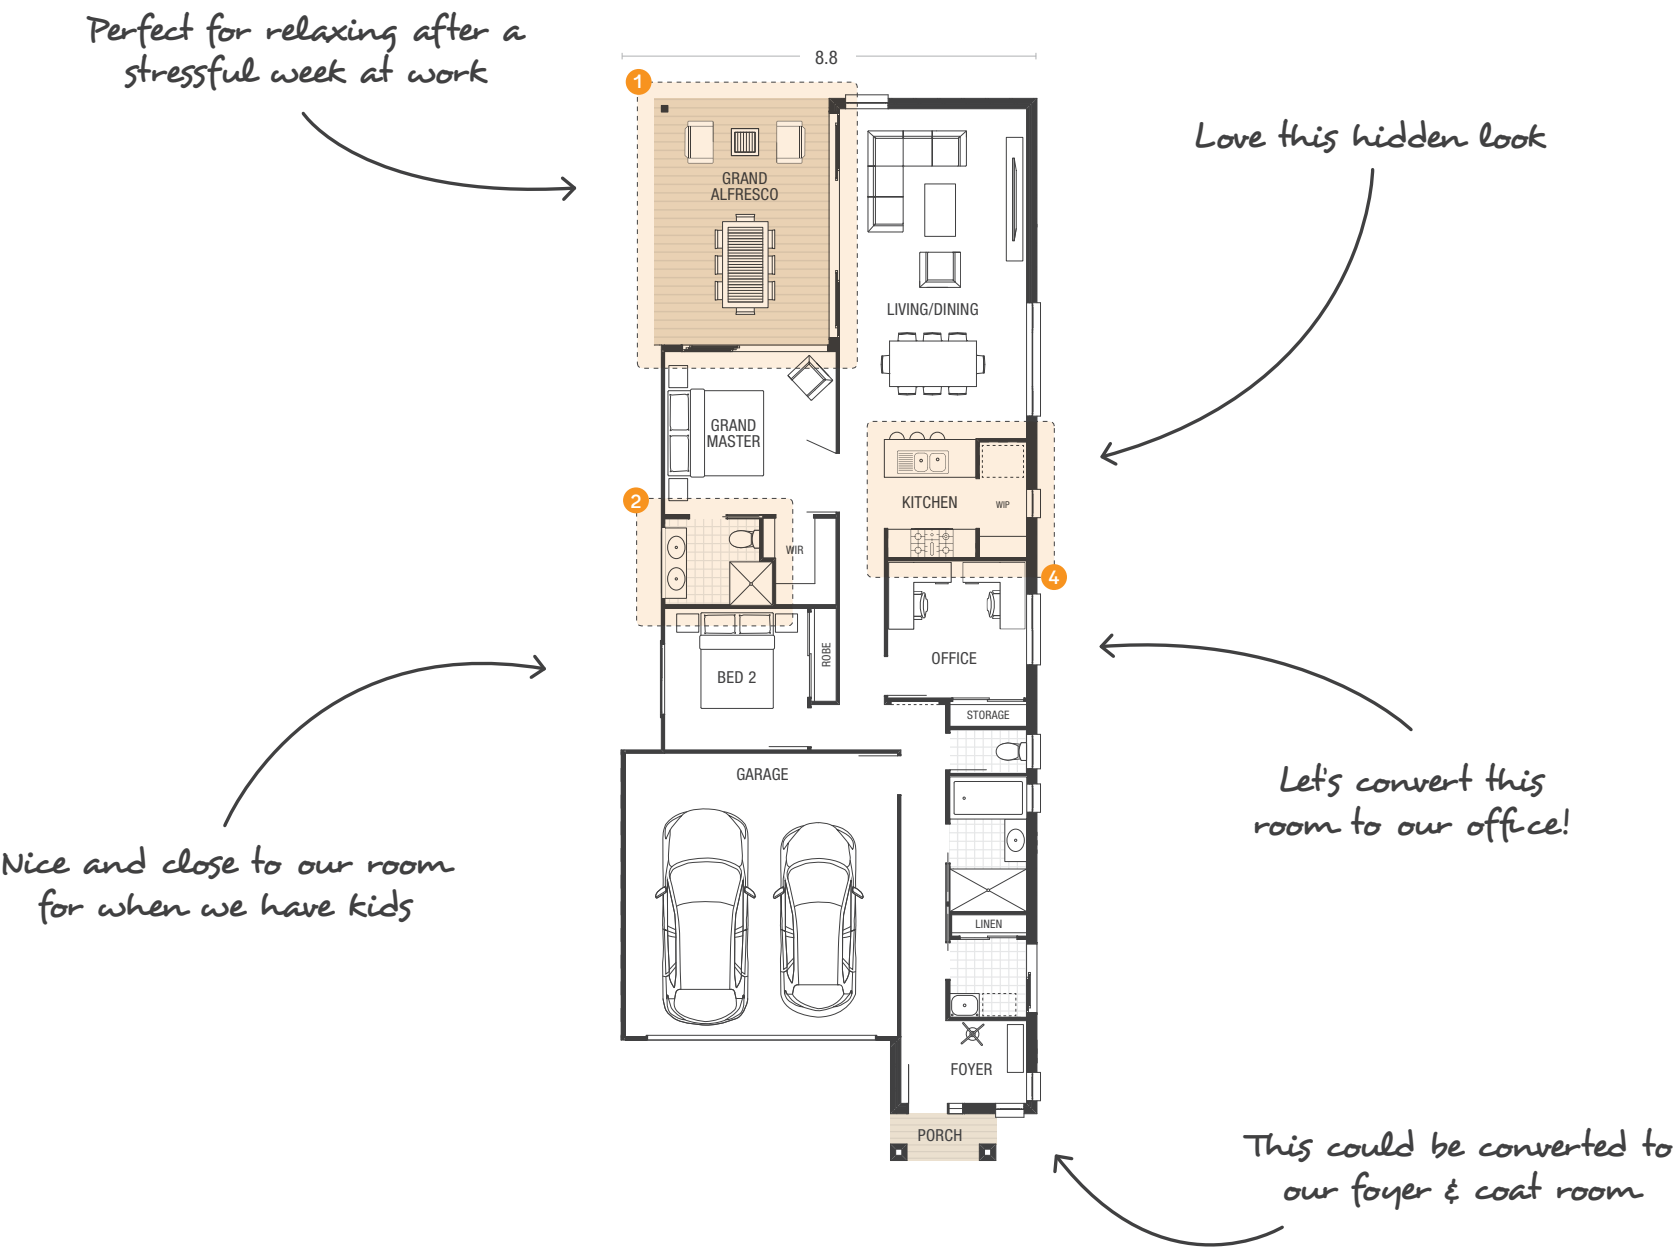 Perfect for relaxing after a
stressful week at work
8.8
1
Love this hidden look
GRAND
ALFRESCO
LIVING/DINING
GRAND
MASTER
2
KITCHEN
WIP
WIR
4
OFFICE
ROBE
BED 2
STORAGE
GARAGE
Let's convert this
room to our office!
Nice and close to our room
for when we have kids
LINEN
FOYER
PORCH
This could be converted to
our foyer & coat room